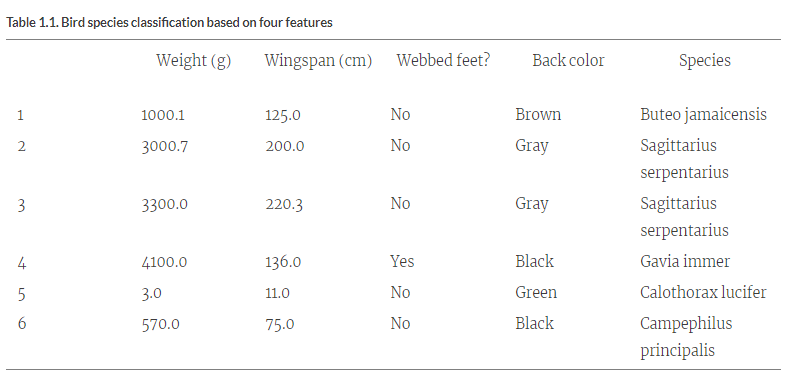 Table 1.1. Bird species classification based on four features
Weight (g) Wingspan (cm) Webbed feet? Back color Species
1 1000.1 125.0 No Brown Buteo jamaicensis
2 3000.7 200.0 No Gray Sagittarius
serpentarius
3 3300.0 220.3 No Gray Sagittarius
serpentarius
4 4100.0 136.0 Yes Black Gavia immer
5 3.0 11.0 No Green Calothorax lucifer
6 570.0 75.0 No Black Campephilus
principalis